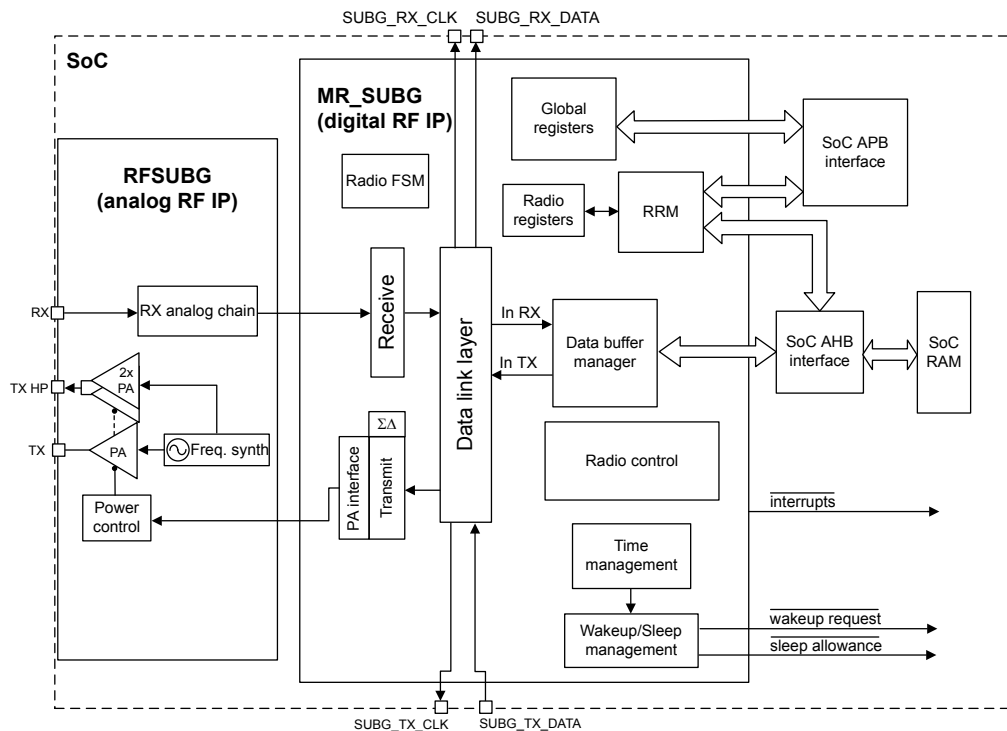 SUBG_RX_CLK
SUBG_RX_DATA
SoC
MR_SUBG
(digital RF IP)
Global
registers
SoC APB
interface
RFSUBG
(analog RF IP)
Radio FSM
Radio
registers
RRM
RX
RX analog chain
Receive
Data link layer
In RX
In TX
Data buffer
manager
SoC AHB
interface
SoC
RAM
TX HP
2x
PA
TX
PA
Freq. synth
ΣΔ
PA interface
Transmit
Radio control
Power
control
interrupts
Time
management
Wakeup/Sleep
management
wakeup request
sleep allowance
SUBG_TX_CLK
SUBG_TX_DATA